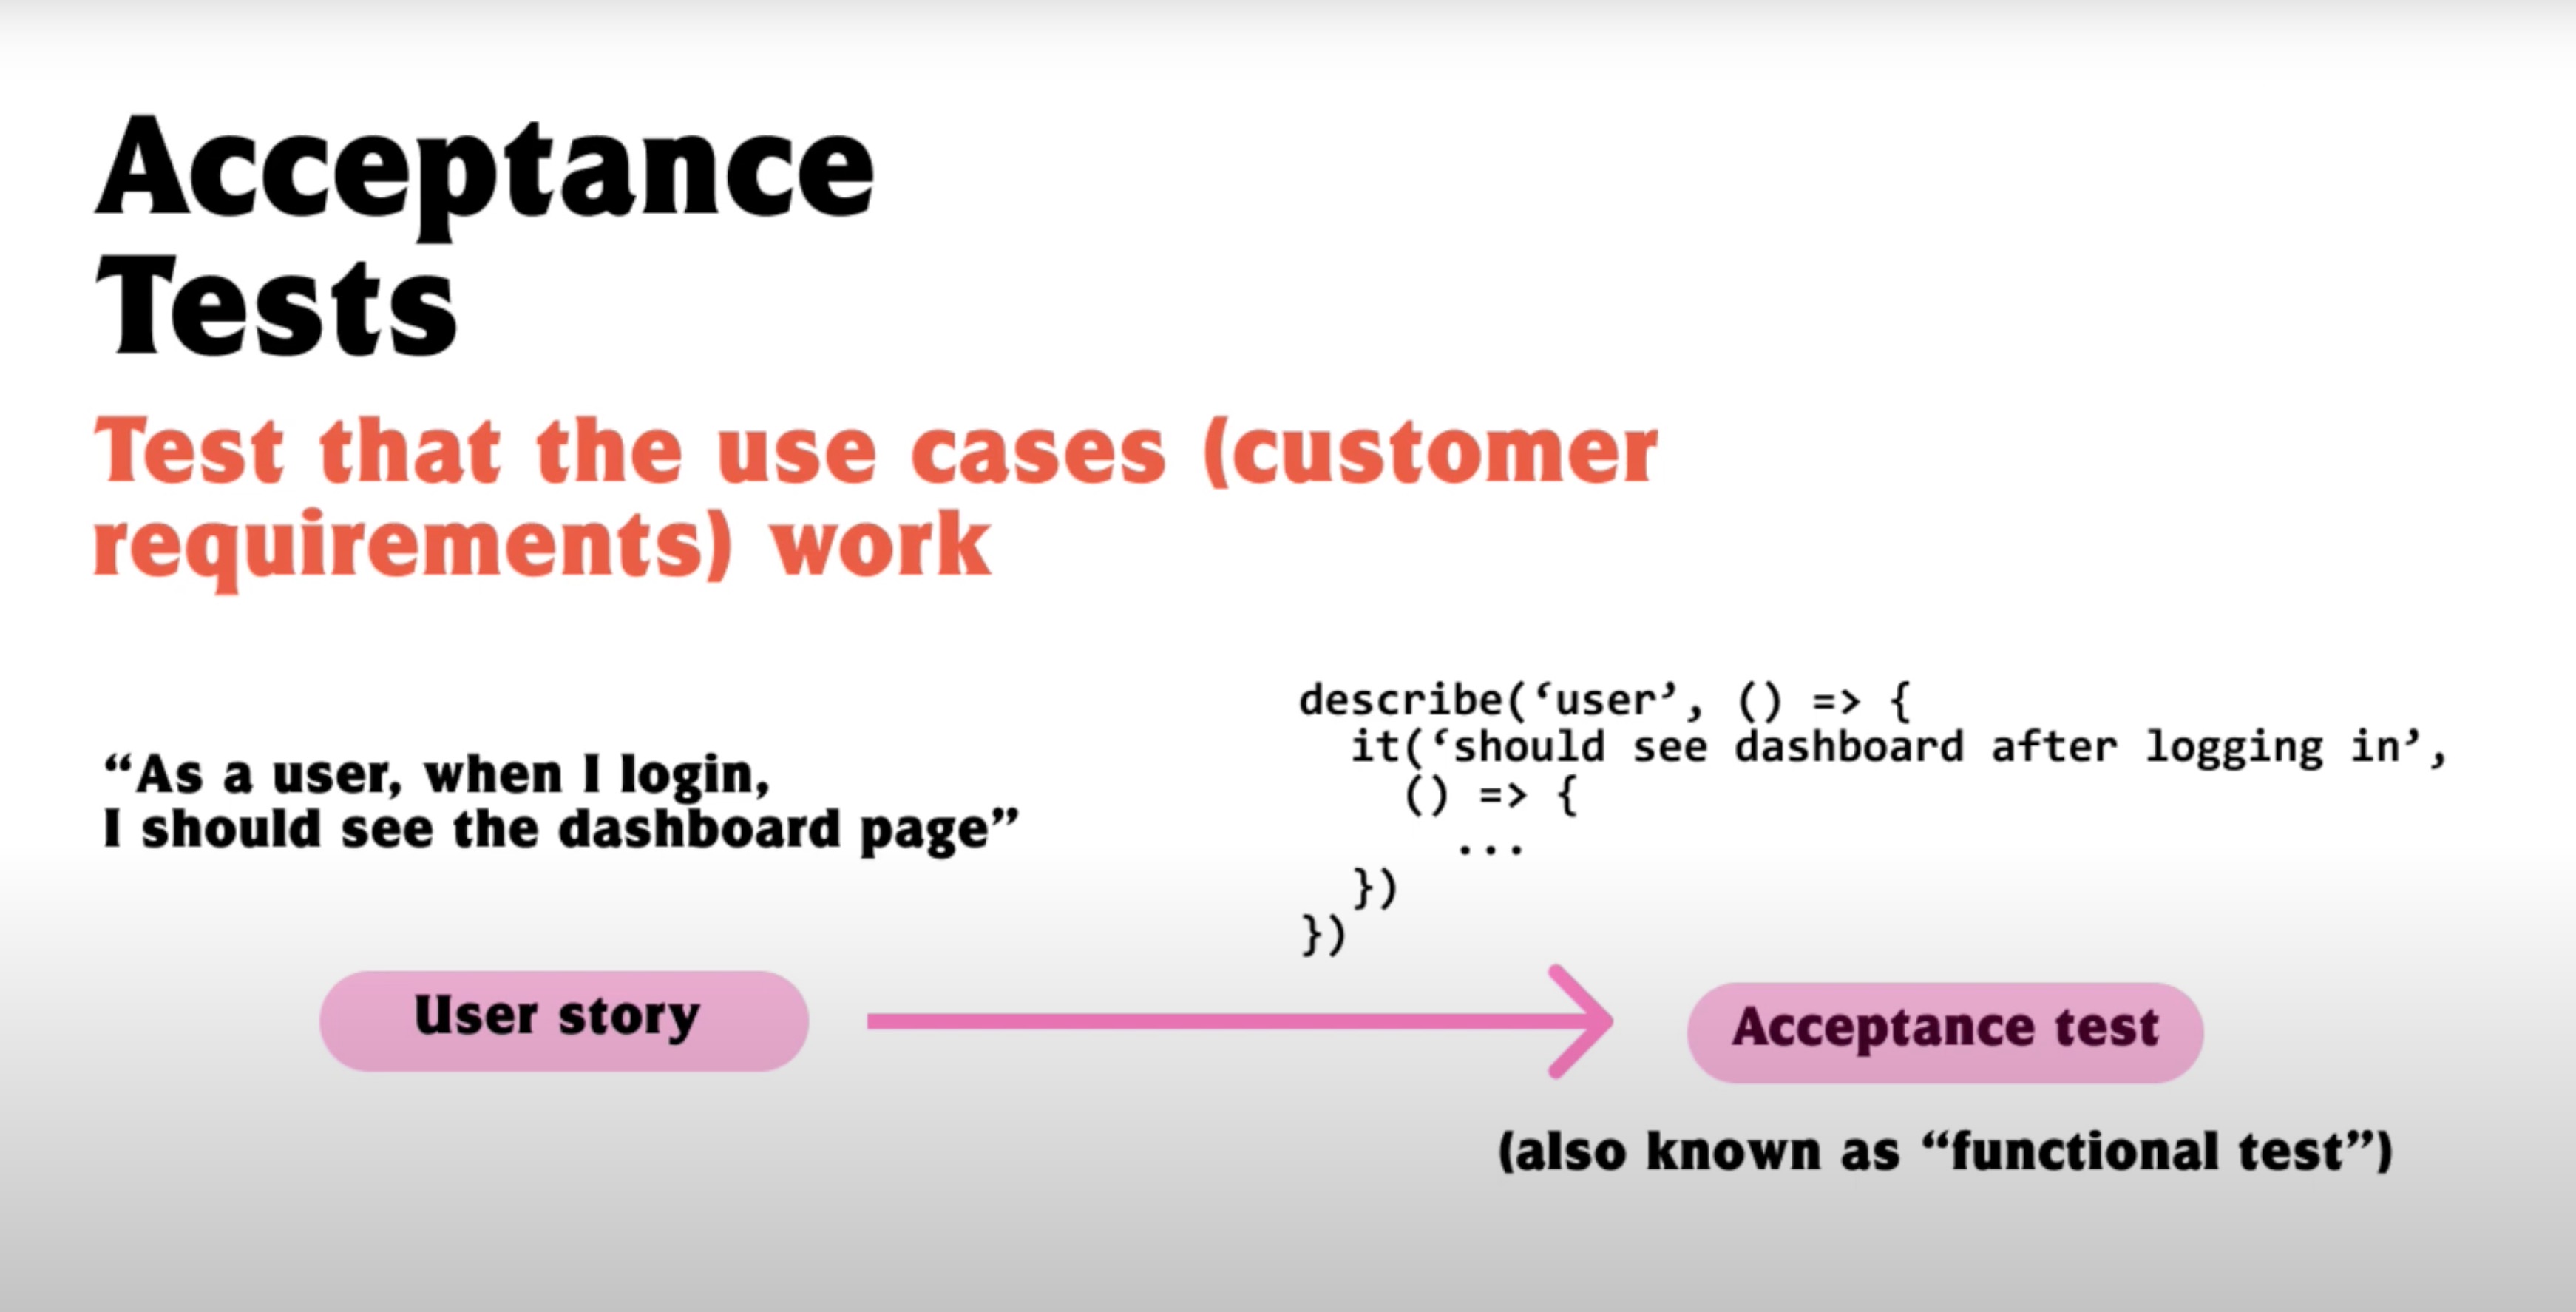 Acceptance
Tests
Test that the use cases (customer
requirements) work
“As a user, when I login,
I should see the dashboard page”
describe(‘user’, () => {
  it(‘should see dashboard after logging in’,
    () => {
      ...
  })
})
User story
Acceptance test
(also known as “functional test”)